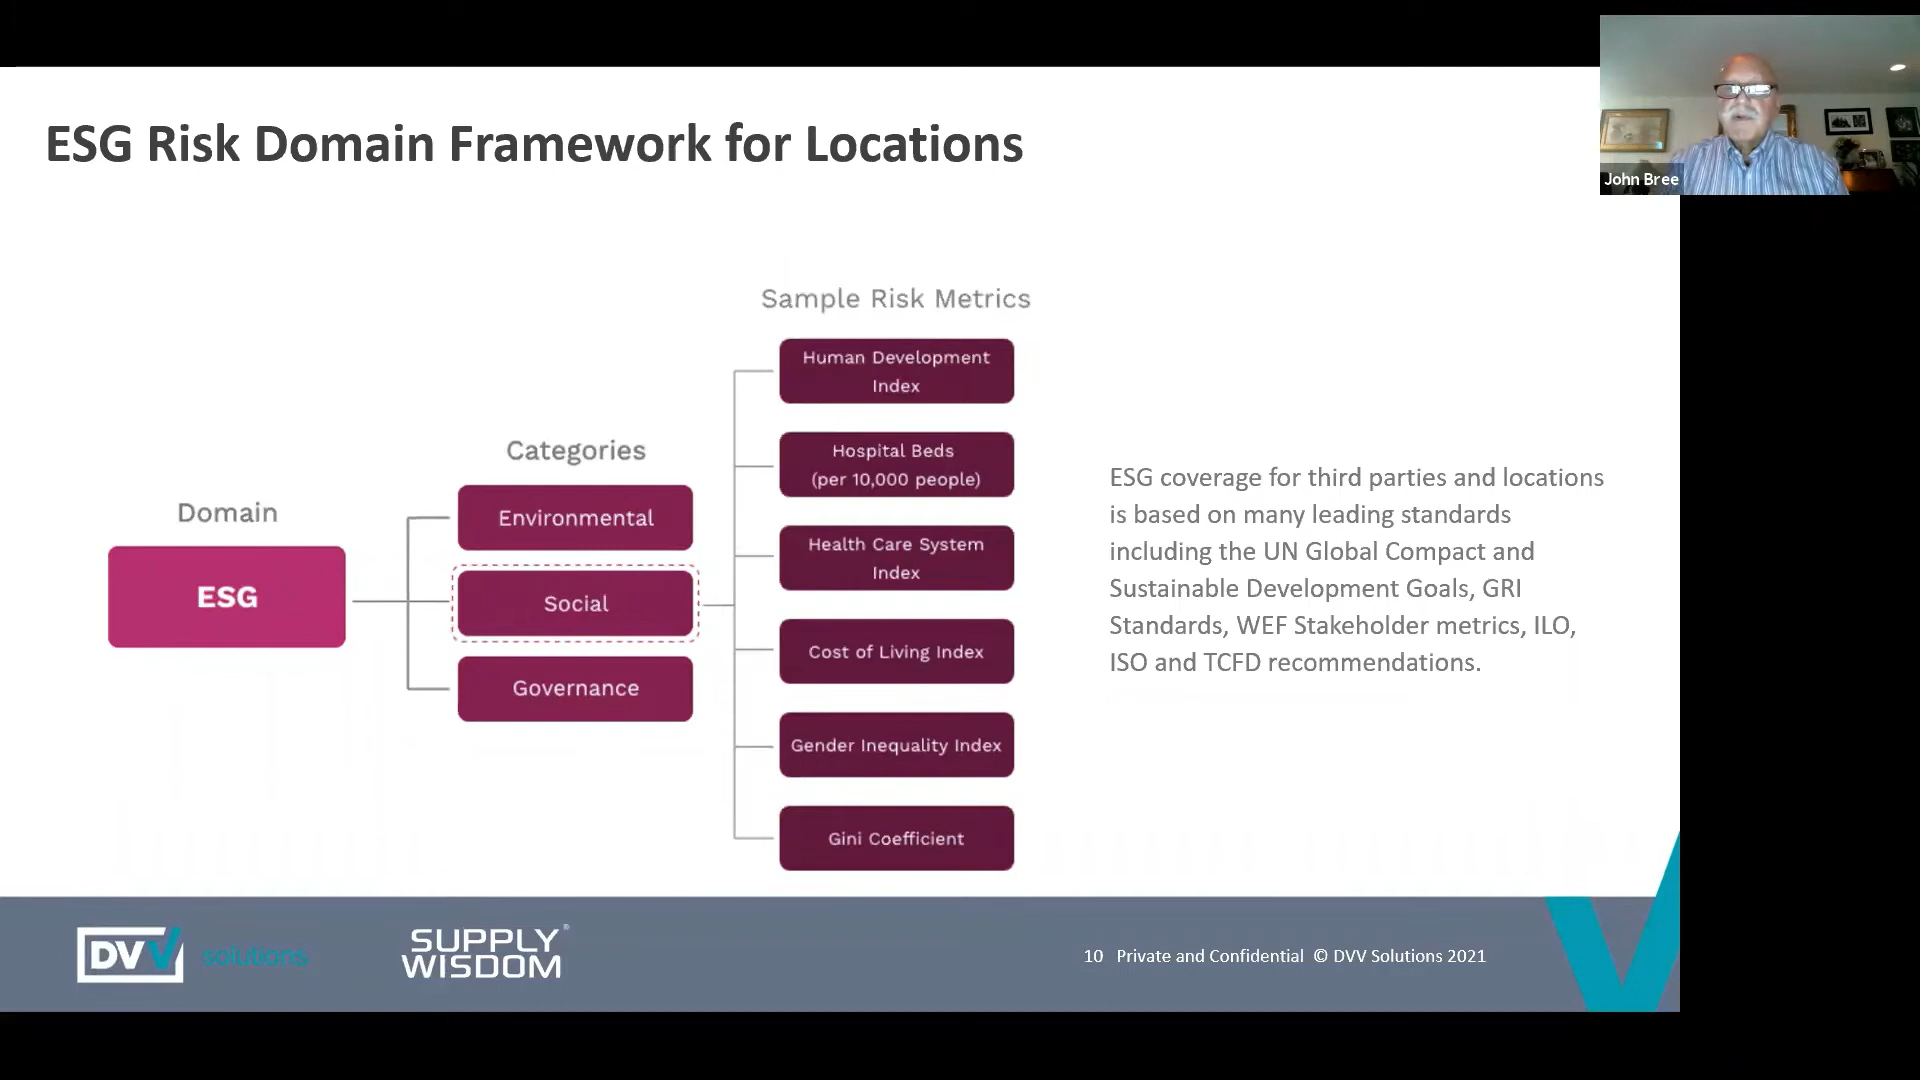 John Bree
ESG Risk Domain Framework for Locations
Domain
ESG
Categories
Environmental
Social
Governance
Sample Risk Metrics
Human Development
Index
Hospital Beds
(per 10,000 people)
Health Care System
Index
Cost of Living Index
Gender Inequality Index
Gini Coefficient
ESG coverage for third parties and locations
is based on many leading standards
including the UN Global Compact and
Sustainable Development Goals, GRI
Standards, WEF Stakeholder metrics, ILO,
ISO and TCFD recommendations.
DVV solutions
SUPPLY
WISDOM®
10 Private and Confidential © DVV Solutions 2021